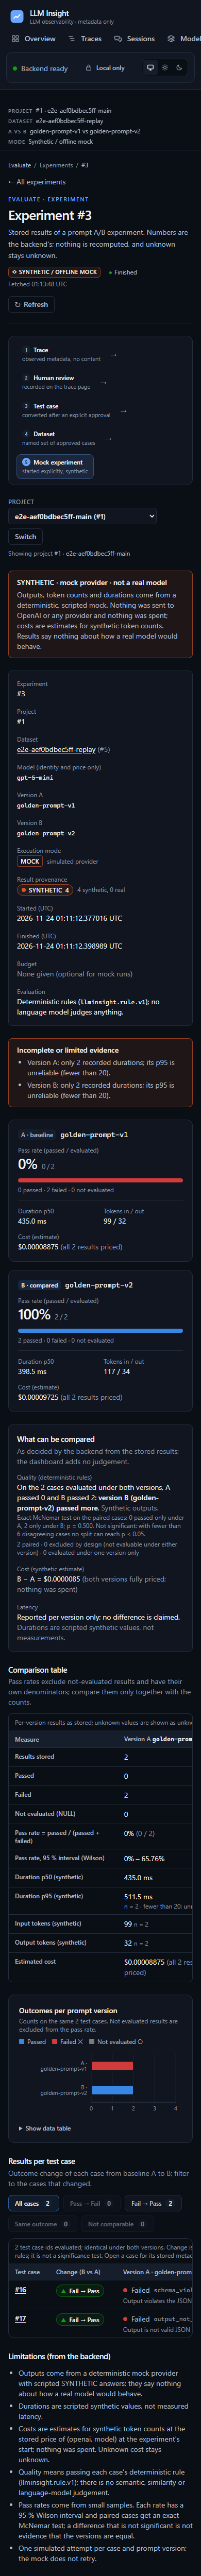 LLM Insight
LLM observability · metadata only
Overview
Traces
Sessions
Model
Backend ready
Local only
PROJECT #1 · e2e-aef0bdbec5ff-main
DATASET e2e-aef0bdbec5ff-replay
A VS B golden-prompt-v1 vs golden-prompt-v2
MODE Synthetic / offline mock
Evaluate / Experiments / #3
← All experiments
EVALUATE · EXPERIMENT
Experiment #3
Stored results of a prompt A/B experiment. Numbers are
the backend's; nothing is recomputed, and unknown
stays unknown.
SYNTHETIC / OFFLINE MOCK
Finished
Fetched 01:13:48 UTC
↻ Refresh
1 Trace
observed metadata, no content →
2 Human review
recorded on the trace page →
3 Test case
converted after an explicit approval →
4 Dataset
named set of approved cases →
5 Mock experiment
started explicitly, synthetic
PROJECT
e2e-aef0bdbec5ff-main (#1)
Switch
Showing project #1 · e2e-aef0bdbec5ff-main
SYNTHETIC · mock provider · not a real model
Outputs, token counts and durations come from a
deterministic, scripted mock. Nothing was sent to
OpenAI or any provider and nothing was spent;
costs are estimates for synthetic token counts.
Results say nothing about how a real model would
behave.
Experiment
#3
Project
#1
Dataset
e2e-aef0bdbec5ff-replay (#5)
Model (identity and price only)
gpt-5-mini
Version A
golden-prompt-v1
Version B
golden-prompt-v2
Execution mode
MOCK simulated provider
Result provenance
SYNTHETIC 4 4 synthetic, 0 real
Started (UTC)
2026-11-24 01:11:12.377016 UTC
Finished (UTC)
2026-11-24 01:11:12.398989 UTC
Budget
None given (optional for mock runs)
Evaluation
Deterministic rules (llminsight.rule.v1); no
language model judges anything.
Incomplete or limited evidence
• Version A: only 2 recorded durations; its p95 is
unreliable (fewer than 20).
• Version B: only 2 recorded durations; its p95 is
unreliable (fewer than 20).
A · baseline golden-prompt-v1
Pass rate (passed / evaluated)
0% 0 / 2
0 passed · 2 failed · 0 not evaluated
Duration p50
Tokens in / out
435.0 ms
99 / 32
Cost (estimate)
$0.00008875 (all 2 results priced)
B · compared golden-prompt-v2
Pass rate (passed / evaluated)
100% 2 / 2
2 passed · 0 failed · 0 not evaluated
Duration p50
Tokens in / out
398.5 ms
117 / 34
Cost (estimate)
$0.00009725 (all 2 results priced)
What can be compared
As decided by the backend from the stored results;
the dashboard adds no judgement.
Quality (deterministic rules)
On the 2 cases evaluated under both versions, A
passed 0 and B passed 2: version B (golden-
prompt-v2) passed more. Synthetic outputs.
Exact McNemar test on the paired cases: 0 passed only under
A, 2 only under B; p = 0.500. Not significant: with fewer than
6 disagreeing cases no split can reach p < 0.05.
2 paired · 0 excluded by design (not evaluable under either
version) · 0 evaluated under one version only
Cost (synthetic estimate)
B − A = $0.0000085 (both versions fully priced;
nothing was spent)
Latency
Reported per version only; no difference is claimed.
Durations are scripted synthetic values, not
measurements.
Comparison table
Pass rates exclude not-evaluated results and have their
own denominators; compare them only together with the
counts.
Per-version results as stored; unknown values are shown as
Measure
Version A
Results stored
2
Passed
0
Failed
2
Not evaluated (NULL)
0
Pass rate = passed / (passed +
failed)
0% (0 / 2)
Pass rate, 95 % interval (Wilson)
0% – 65.76%
Duration p50 (synthetic)
435.0 ms
Duration p95 (synthetic)
511.5 ms
n = 2 · fewer than 20:
Input tokens (synthetic)
99 n = 2
Output tokens (synthetic)
32 n = 2
Estimated cost
$0.00008875 (all 2
priced)
Outcomes per prompt version
Counts on the same 2 test cases. Not evaluated results are
excluded from the pass rate.
Passed
Failed ✕
Not evaluated ○
A ·
golden-prompt-v1
B ·
golden-prompt-v2
0 1 2 3 4
▸ Show data table
Results per test case
Outcome change of each case from baseline A to B; filter
to the cases that changed.
All cases 2
Pass → Fail 0
Fail → Pass 2
Same outcome 0
Not comparable 0
2 test case ids evaluated; identical under both versions. Change is
rules; it is not a significance test. Open a case for its stored
Test case
Change (B vs A)
#16
▲ Fail → Pass
Failed
Output violates the JSON
#17
▲ Fail → Pass
Failed
Output is not valid JSON
Limitations (from the backend)
• Outputs come from a deterministic mock provider
with scripted SYNTHETIC answers; they say nothing
about how a real model would behave.
• Durations are scripted synthetic values, not measured
latency.
• Costs are estimates for synthetic token counts at the
stored price of (openai, model) at the experiment's
start; nothing was spent. Unknown cost stays
unknown.
• Quality means passing each case's deterministic rule
(llminsight.rule.v1); there is no semantic, similarity or
language-model judgement.
• Pass rates come from small samples. Each rate has a
95 % Wilson interval and paired cases get an exact
McNemar test; a difference that is not significant is not
evidence that the versions are equal.
• One simulated attempt per case and prompt version;
the mock does not retry.